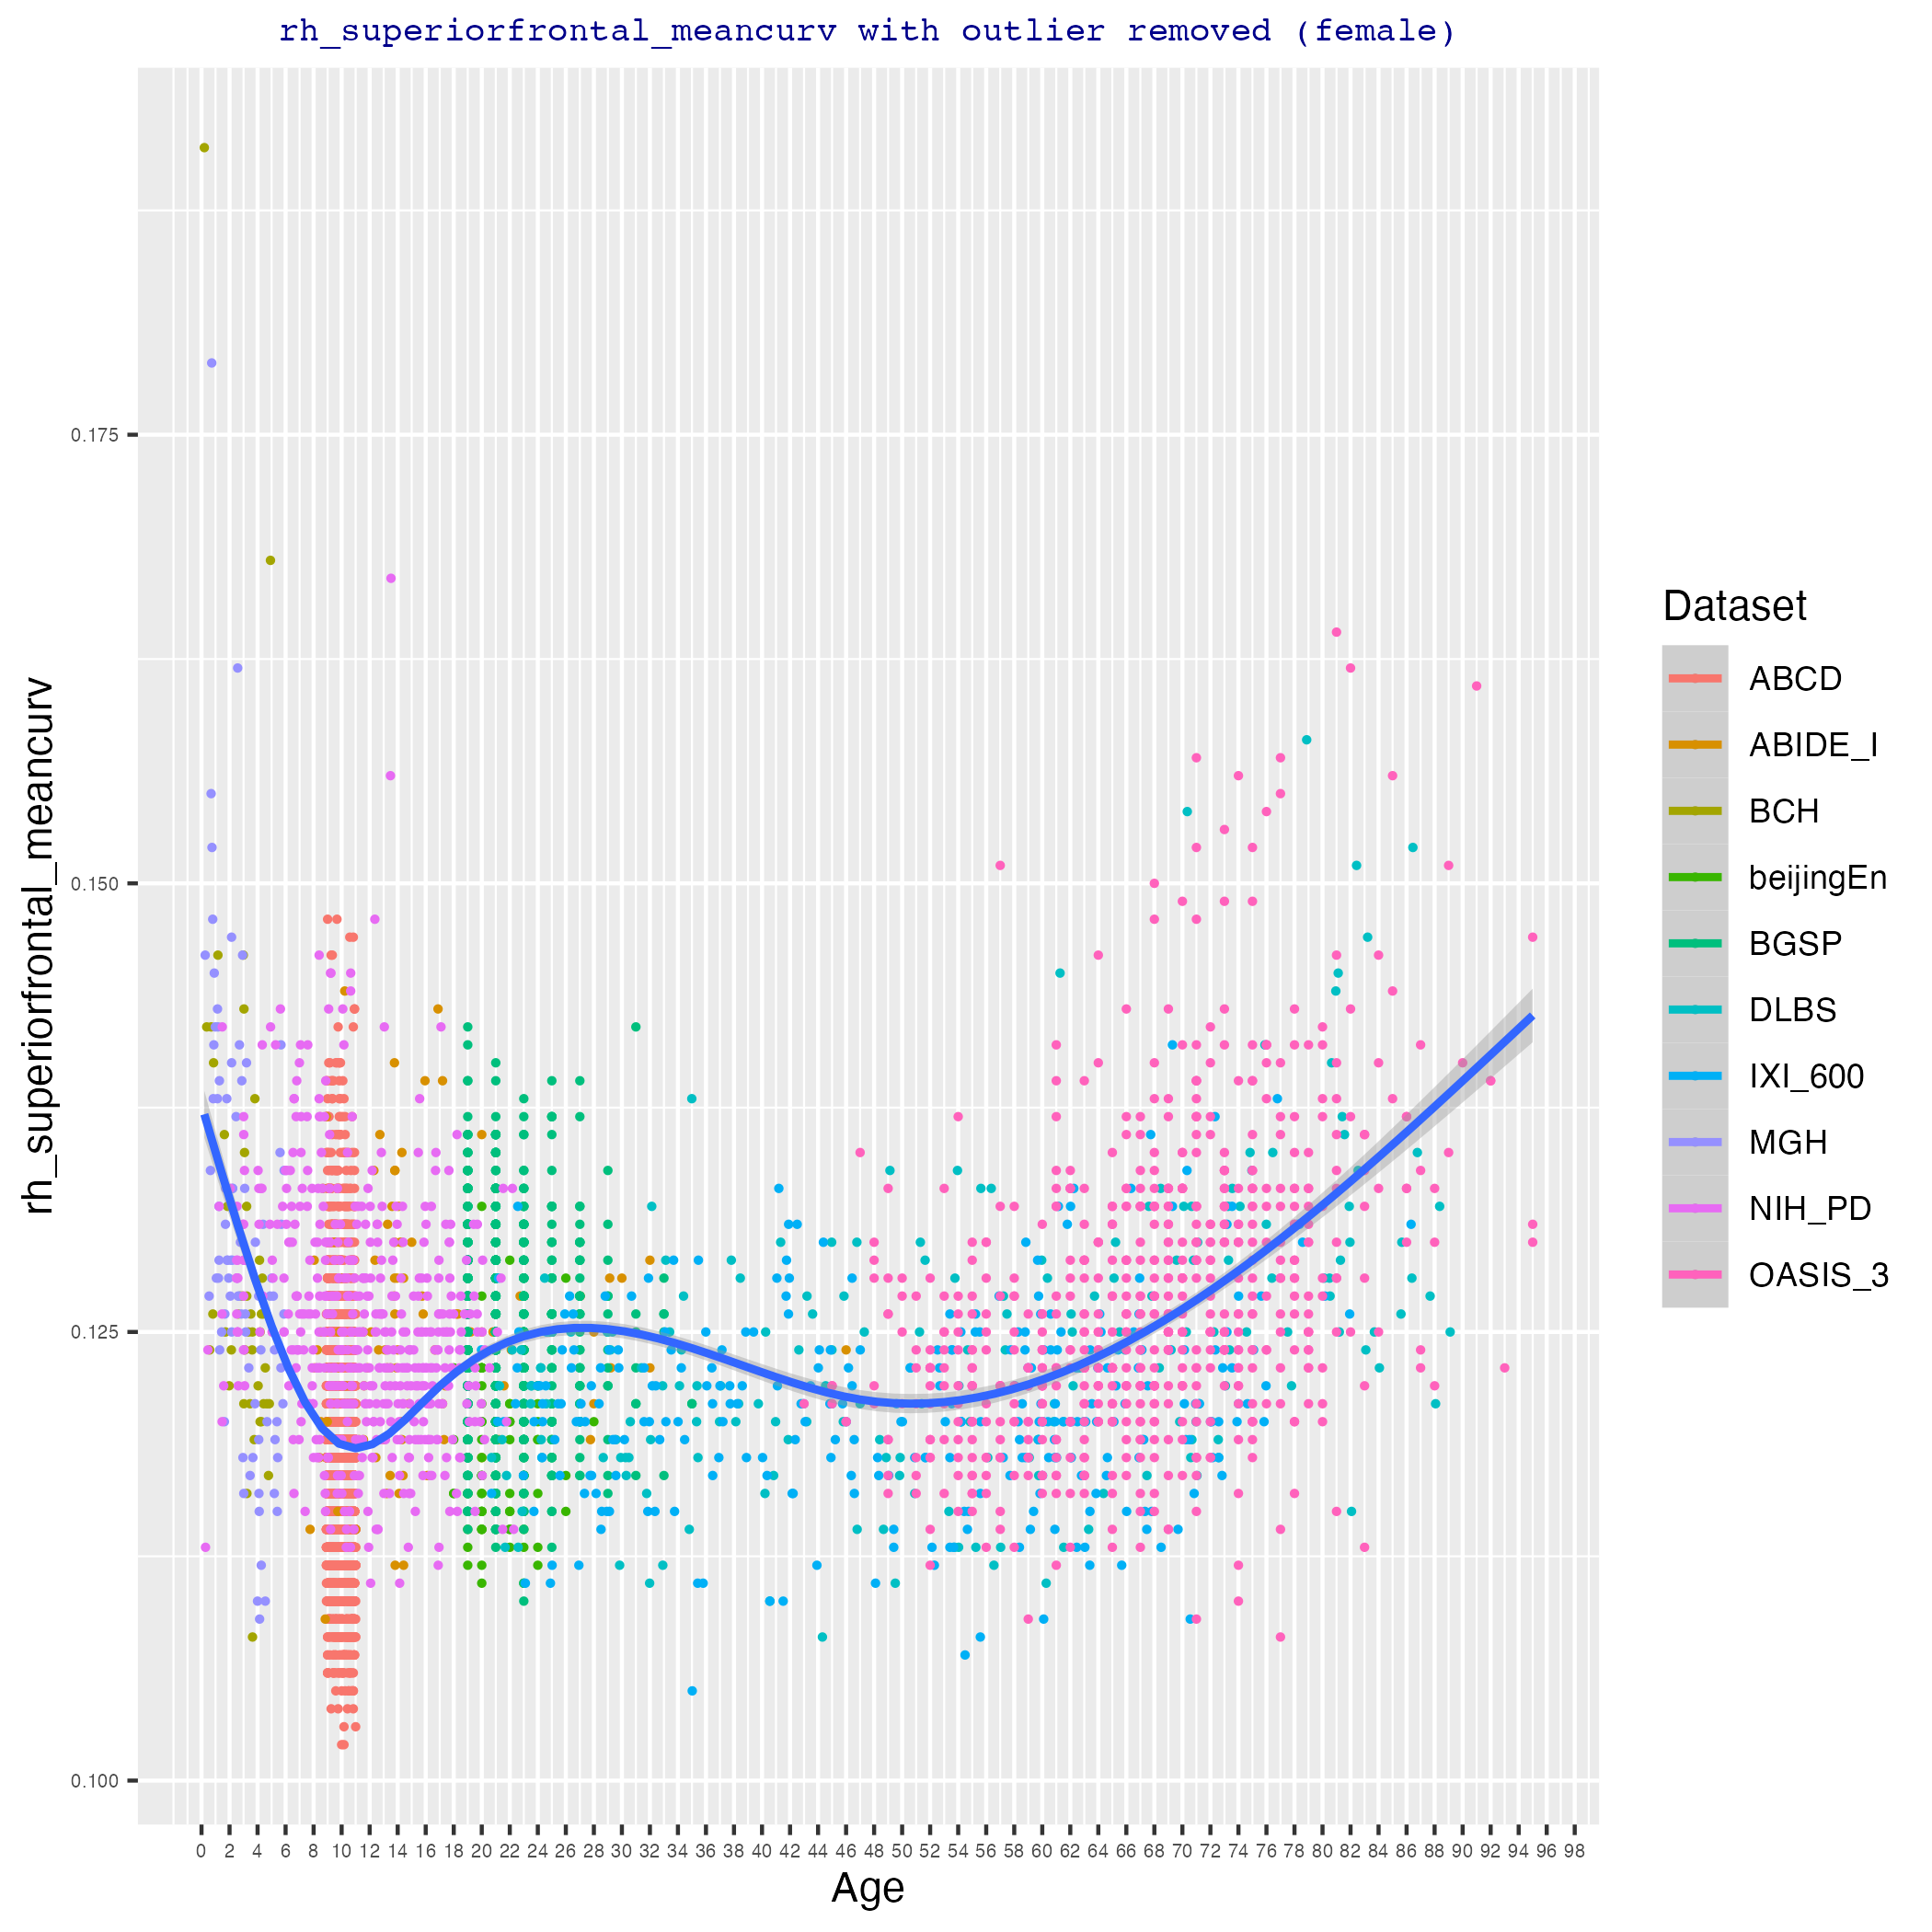 rh_superiorfrontal_meancurv with outlier removed (female)
rh_superiorfrontal_meancurv
0.175
0.150
0.125
0.100
0 2 4 6 8 10 12 14 16 18 20 22 24 26 28 30 32 34 36 38 40 42 44 46 48 50 52 54 56 58 60 62 64 66 68 70 72 74 76 78 80 82 84 86 88 90 92 94 96 98
Age
Dataset
ABCD
ABIDE_I
BCH
beijingEn
BGSP
DLBS
IXI_600
MGH
NIH_PD
OASIS_3